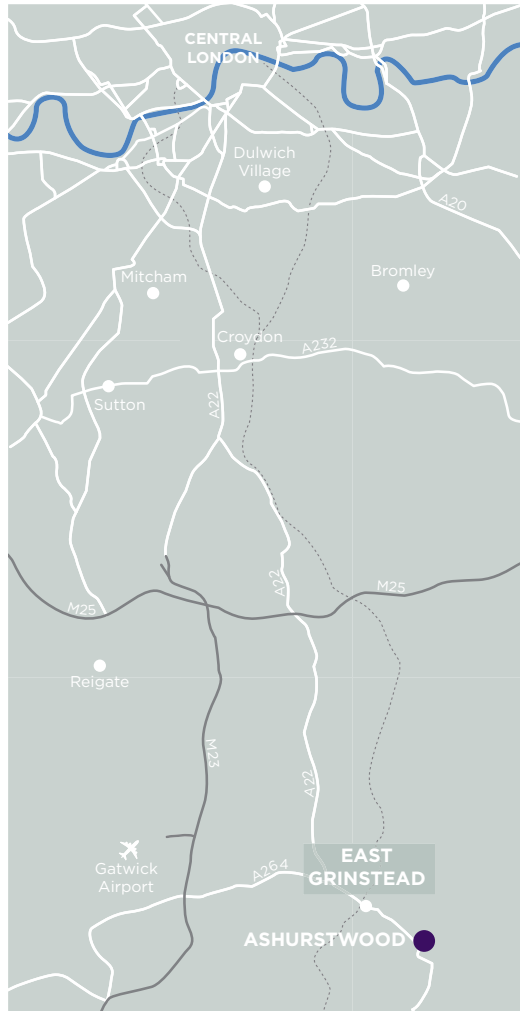 CENTRAL
LONDON
Dulwich
Village
A20
Mitcham
Bromley
Croydon
A232
Sutton
A22
A22
M25
M25
Reigate
M23
A22
Gatwick
Airport
A264
EAST
GRINSTEAD
ASHURSTWOOD